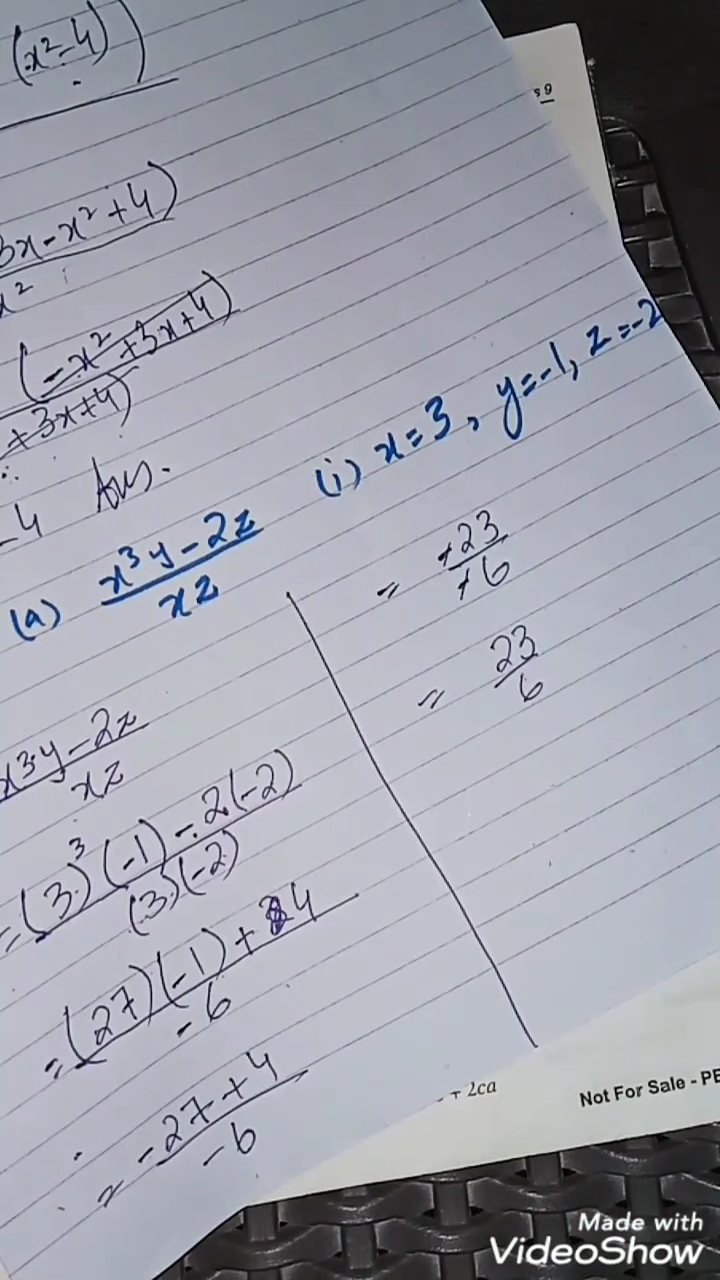 (x² - 4))
3x - x² + 4)
x²
(-x² + 3x + 4)
+ 3x + 4)
-4 Ans.
(a) x³y - 2z / xz (i) x = 3, y = -1, z = -2
x³y - 2z / xz
= (3)³(-1) - 2(-2) / (3)(-2)
= (27)(-1) + 4 / -6
= -27 + 4 / -6
= -23 / -6
= 23 / 6
s 9
+ 2ca
Not For Sale - PE
Made with
VideoShow